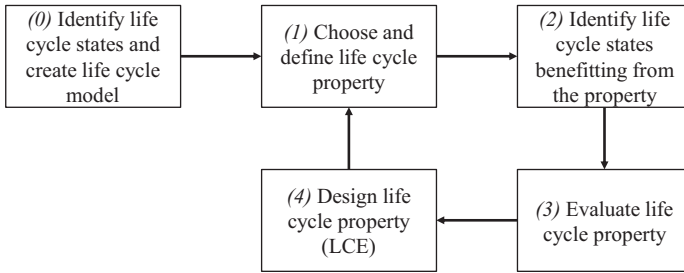 (0) Identify life
cycle states and
create life cycle
model
(1) Choose and
define life cycle
property
(2) Identify life
cycle states
benefitting from
the property
(3) Evaluate life
cycle property
(4) Design life
cycle property
(LCE)